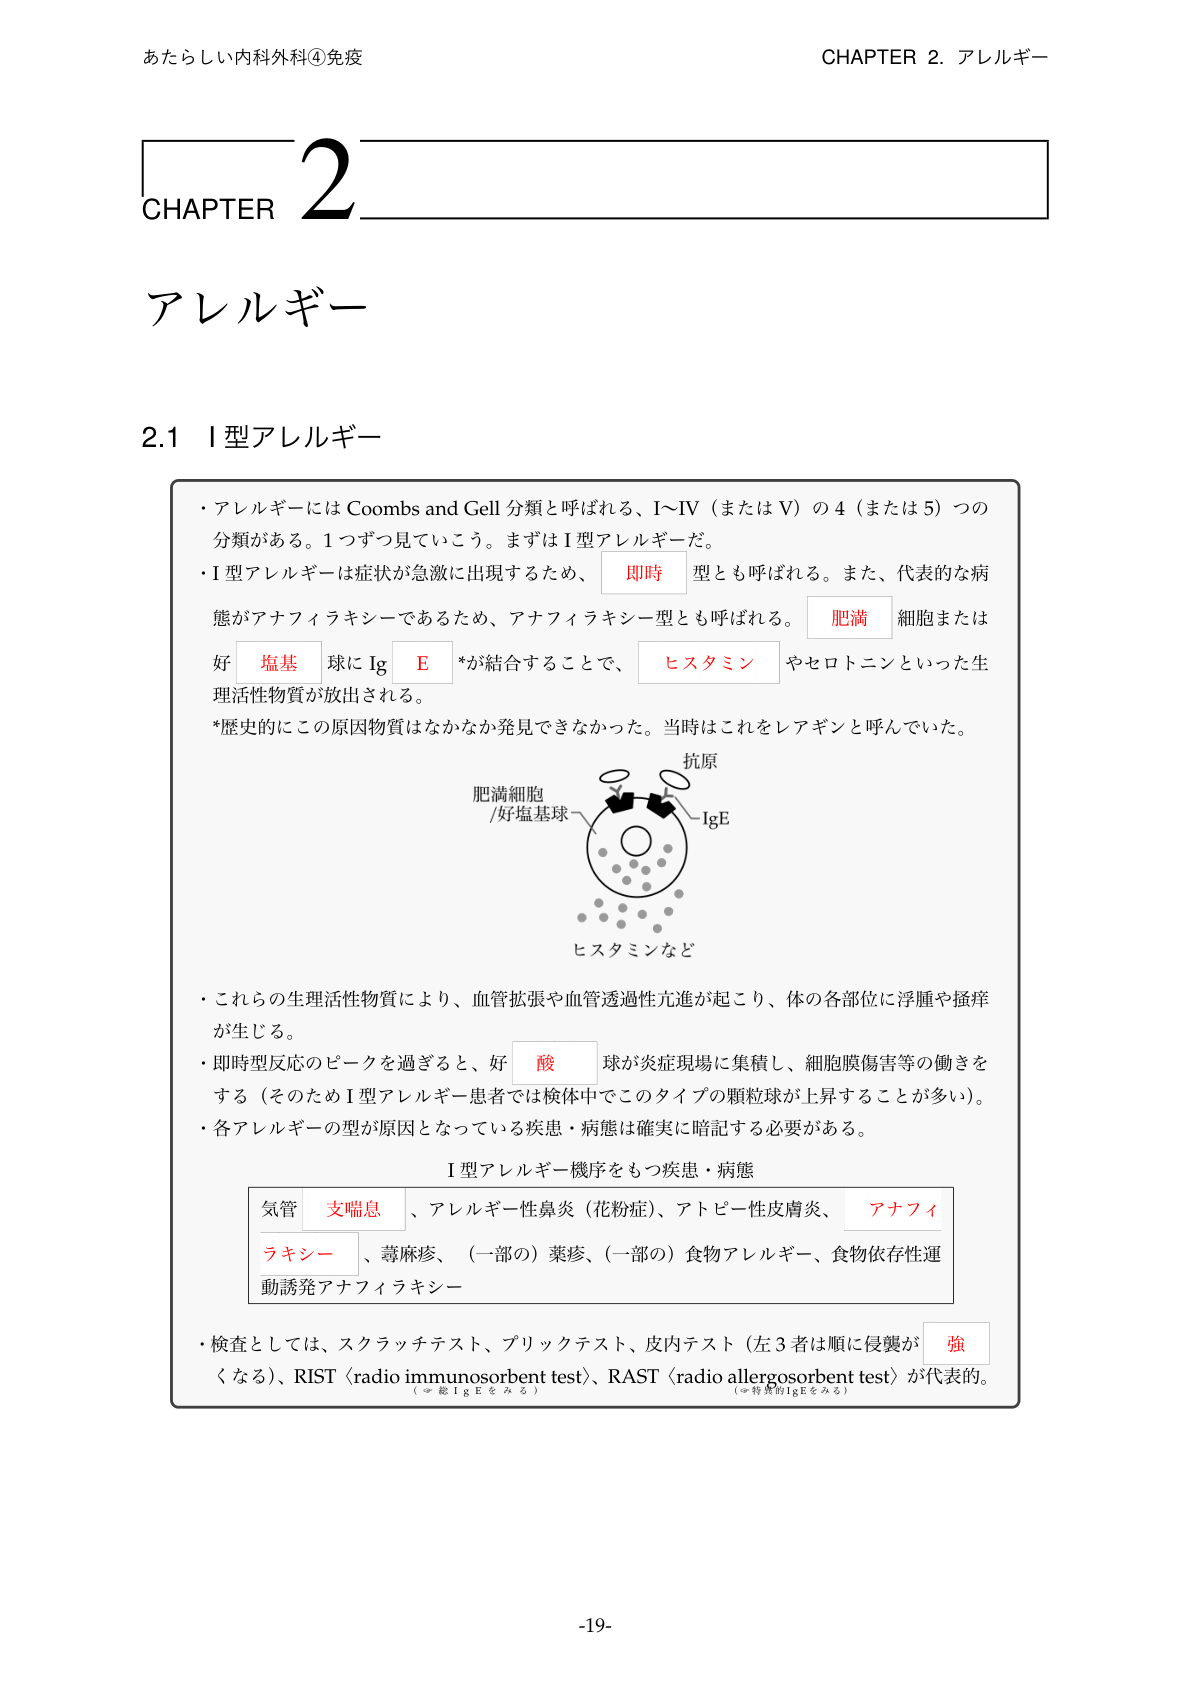 あたらしい内科外科④免疫
CHAPTER 2. アレルギー
CHAPTER 2
アレルギー
2.1 Ⅰ型アレルギー
・アレルギーには Coombs and Gell 分類と呼ばれる、I〜IV（または V）の 4（または 5）つの
分類がある。1 つずつ見ていこう。まずは I 型アレルギーだ。
・I 型アレルギーは症状が急激に出現するため、 即時 型とも呼ばれる。また、代表的な病
態がアナフィラキシーであるため、アナフィラキシー型とも呼ばれる。 肥満 細胞または
好 塩基 球に Ig E *が結合することで、 ヒスタミン やセロトニンといった生
理活性物質が放出される。
*歴史的にこの原因物質はなかなか発見できなかった。当時はこれをレアギンと呼んでいた。
抗原
肥満細胞
/好塩基球
IgE
ヒスタミンなど
・これらの生理活性物質により、血管拡張や血管透過性亢進が起こり、体の各部位に浮腫や掻痒
が生じる。
・即時型反応のピークを過ぎると、好 酸 球が炎症現場に集積し、細胞膜傷害等の働きを
する（そのため I 型アレルギー患者では検体中でこのタイプの顆粒球が上昇することが多い）。
・各アレルギーの型が原因となっている疾患・病態は確実に暗記する必要がある。
I 型アレルギー機序をもつ疾患・病態
気管 支喘息 、アレルギー性鼻炎（花粉症）、アトピー性皮膚炎、 アナフィ
ラキシー 、蕁麻疹、（一部の）薬疹、（一部の）食物アレルギー、食物依存性運
動誘発アナフィラキシー
・検査としては、スクラッチテスト、プリックテスト、皮内テスト（左 3 者は順に侵襲が 強
くなる）、RIST〈radio immunosorbent test〉、RAST〈radio allergosorbent test〉が代表的。
（☞総IgEをみる）
（☞特異的IgEをみる）
-19-